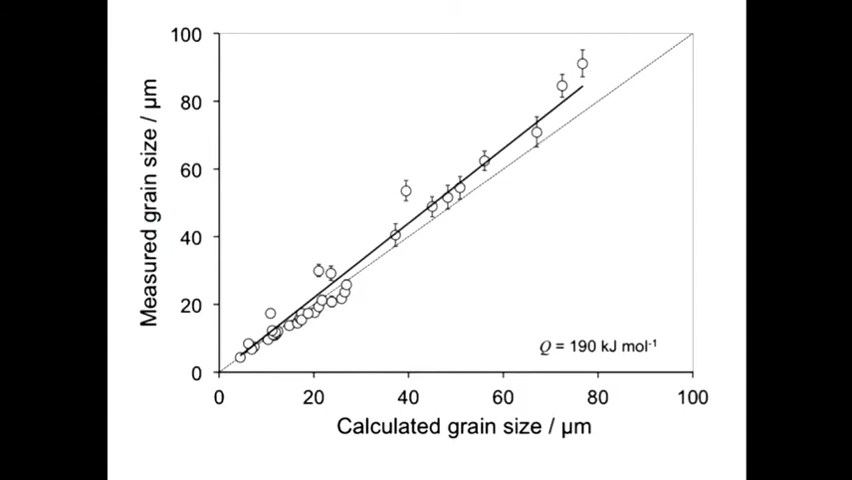 100
80
60
40
20
0
Measured grain size / µm
Q = 190 kJ mol⁻¹
0 20 40 60 80 100
Calculated grain size / µm